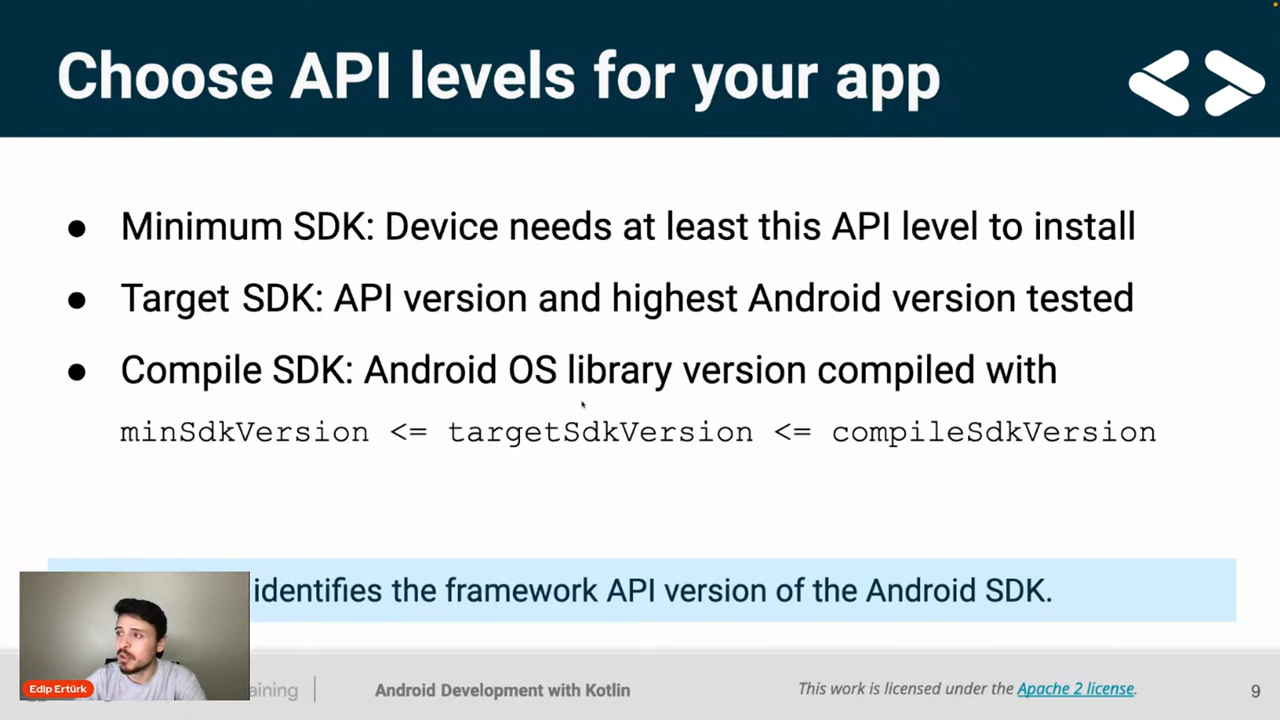 Choose API levels for your app
● Minimum SDK: Device needs at least this API level to install
● Target SDK: API version and highest Android version tested
● Compile SDK: Android OS library version compiled with
minSdkVersion <= targetSdkVersion <= compileSdkVersion
identifies the framework API version of the Android SDK.
Edip Ertürk
aining
Android Development with Kotlin
This work is licensed under the Apache 2 license.
9